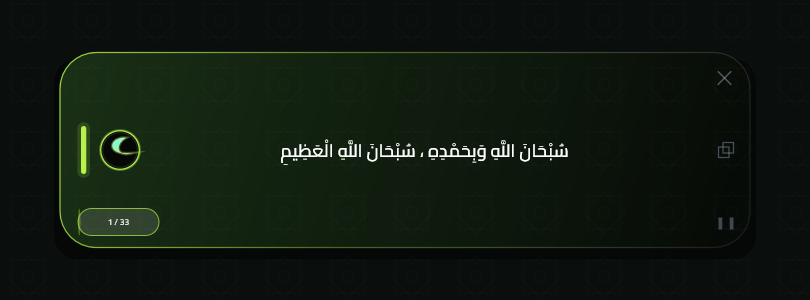 سُبْحَانَ اللَّهِ وَبِحَمْدِهِ ، سُبْحَانَ اللَّهِ الْعَظِيمِ
1 / 33